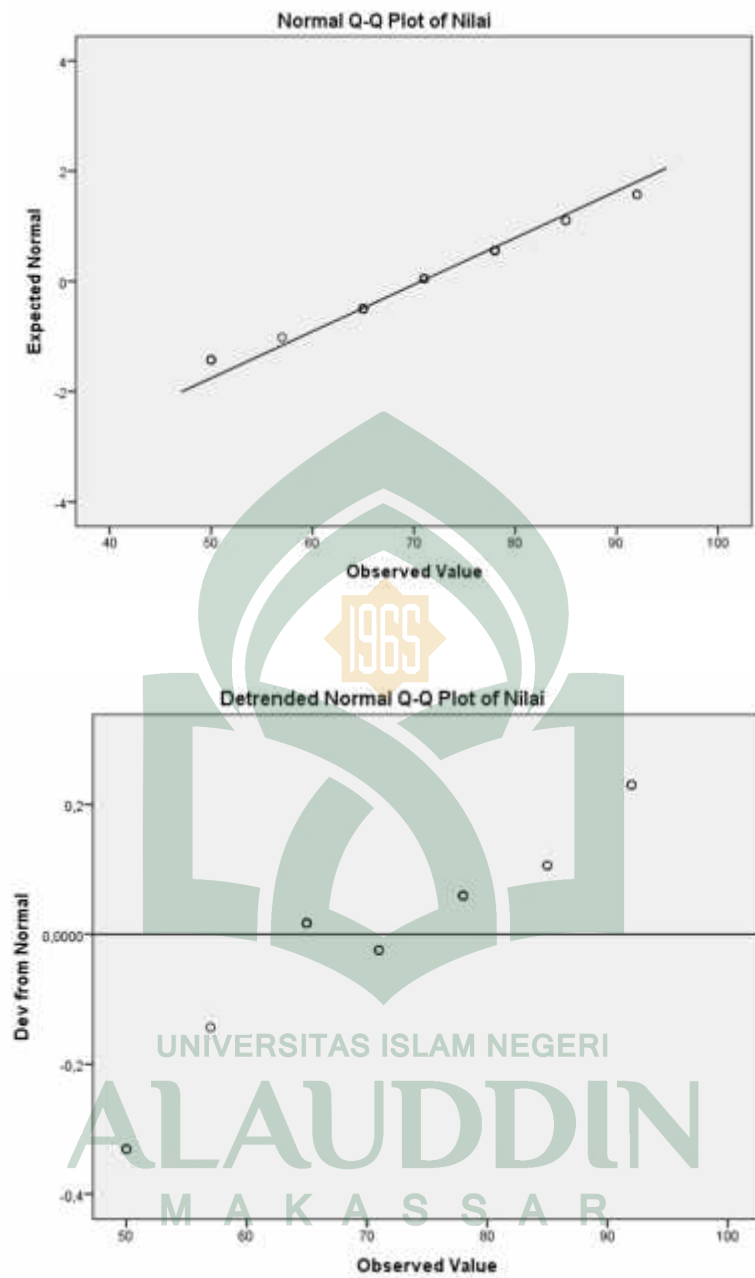 Normal Q-Q Plot of Nilai
4
2
0
-2
-4
Expected Normal
40 50 60 70 80 90 100
Observed Value
1965
Detrended Normal Q-Q Plot of Nilai
0,2
0,0000
-0,2
-0,4
Dev from Normal
UNIVERSITAS ISLAM NEGERI
ALAUDDIN
MAKASSAR
50 60 70 80 90 100
Observed Value